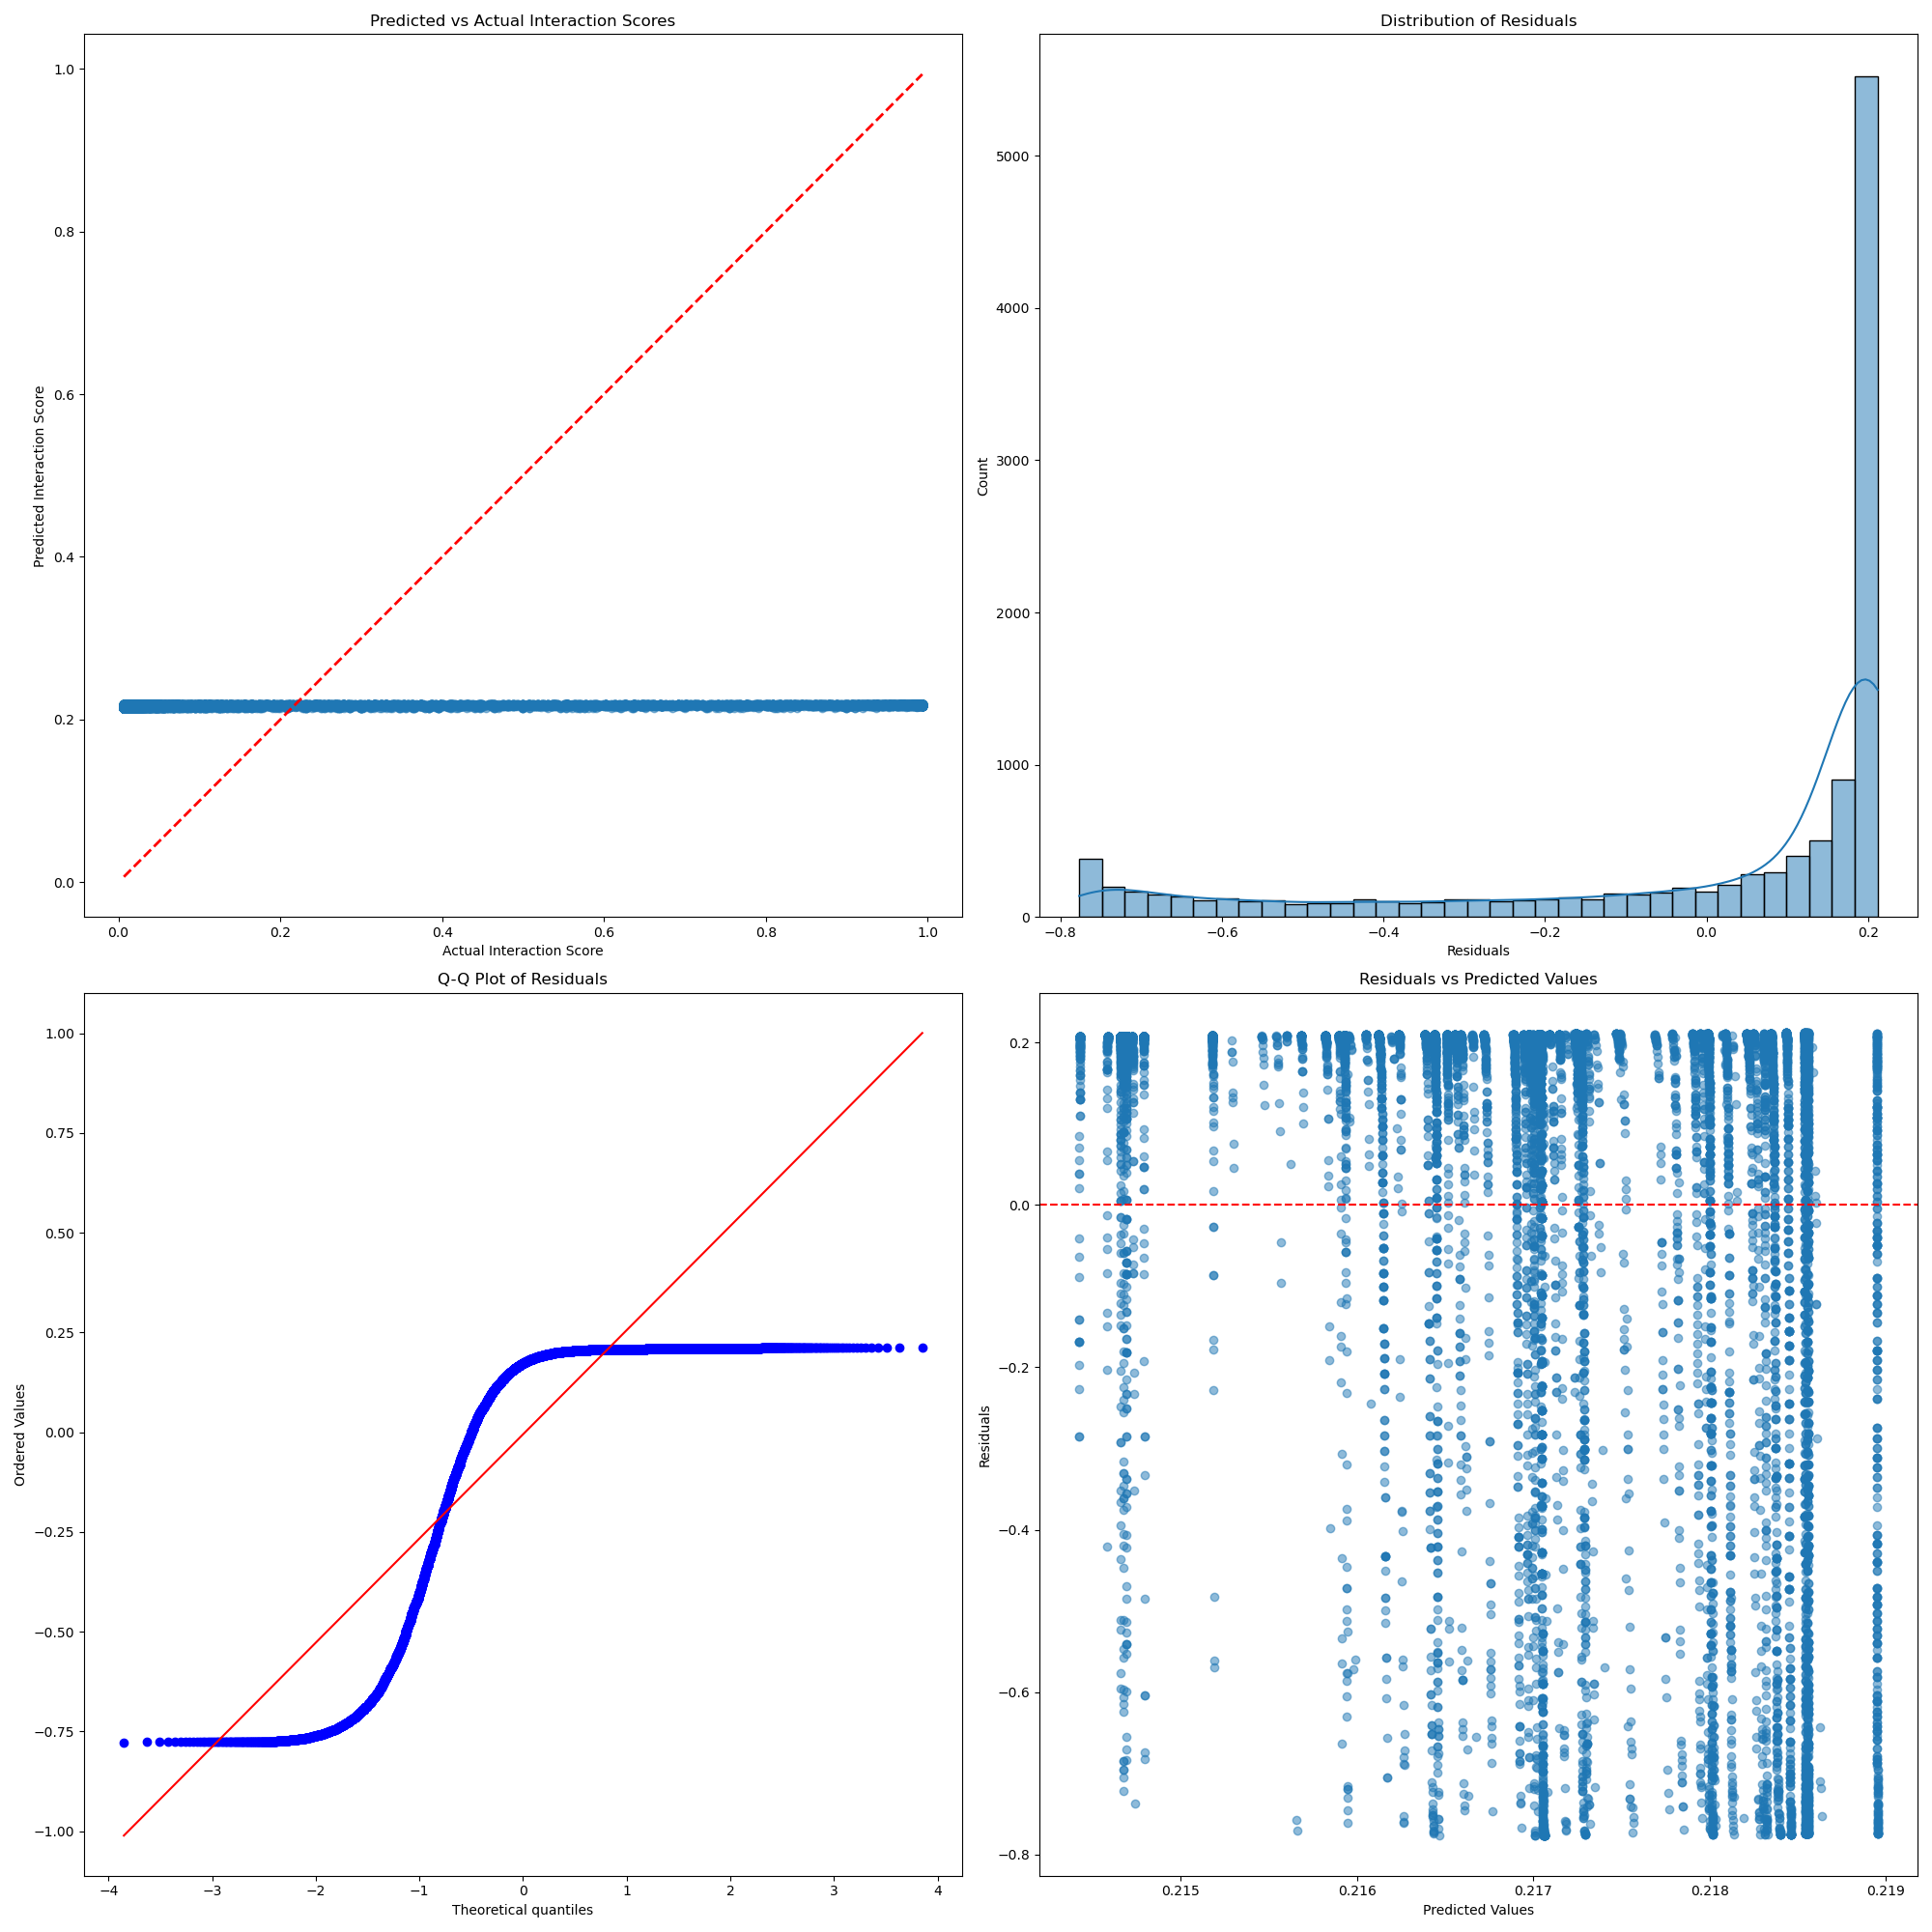 Predicted vs Actual Interaction Scores
1.0
0.8
0.6
0.4
0.2
0.0
Predicted Interaction Score
0.0 0.2 0.4 0.6 0.8 1.0
Actual Interaction Score
Distribution of Residuals
5000
4000
3000
2000
1000
0
Count
−0.8 −0.6 −0.4 −0.2 0.0 0.2
Residuals
Q-Q Plot of Residuals
1.00
0.75
0.50
0.25
0.00
−0.25
−0.50
−0.75
−1.00
Ordered Values
−4 −3 −2 −1 0 1 2 3 4
Theoretical quantiles
Residuals vs Predicted Values
0.2
0.0
−0.2
−0.4
−0.6
−0.8
Residuals
0.215 0.216 0.217 0.218 0.219
Predicted Values